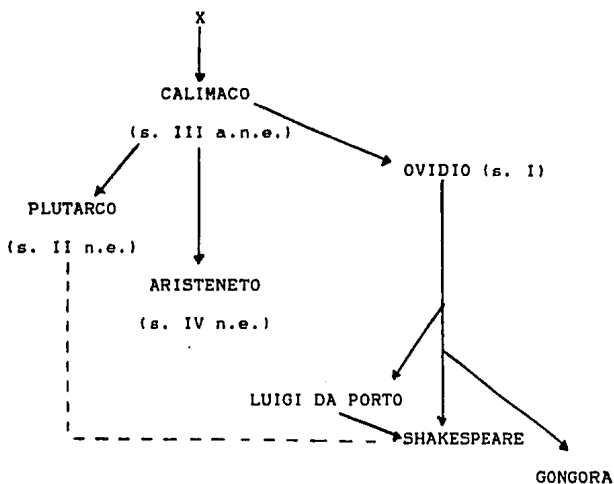 X
CALIMACO
(s. III a.n.e.)
OVIDIO (s. I)
PLUTARCO
(s. II n.e.)
ARISTENETO
(s. IV n.e.)
LUIGI DA PORTO
SHAKESPEARE
GONGORA